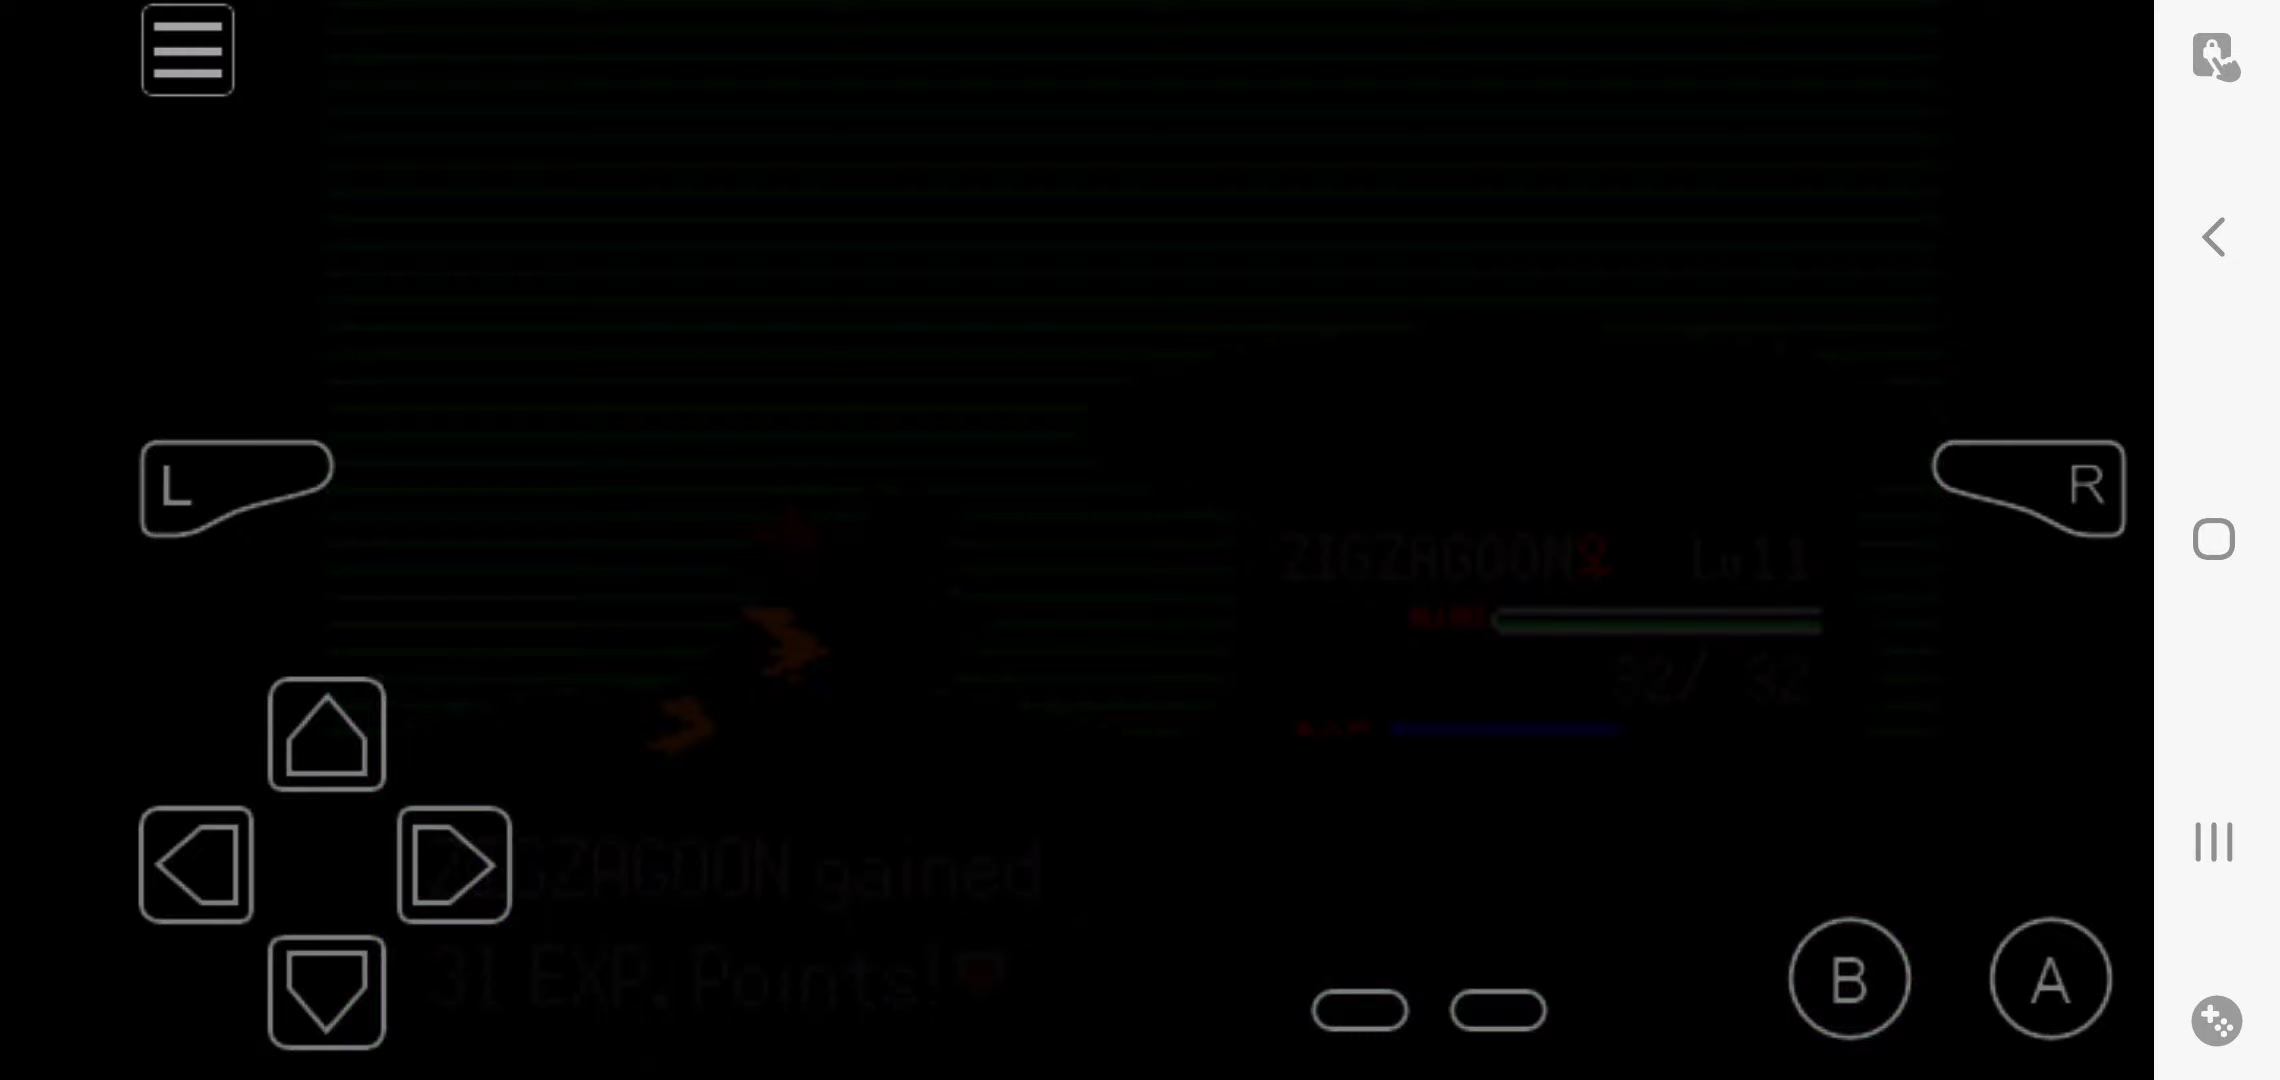 L
R
ZIGZAGOON♀ Lv11
32/ 32
ZIGZAGOON gained
31 EXP. Points!
B
A